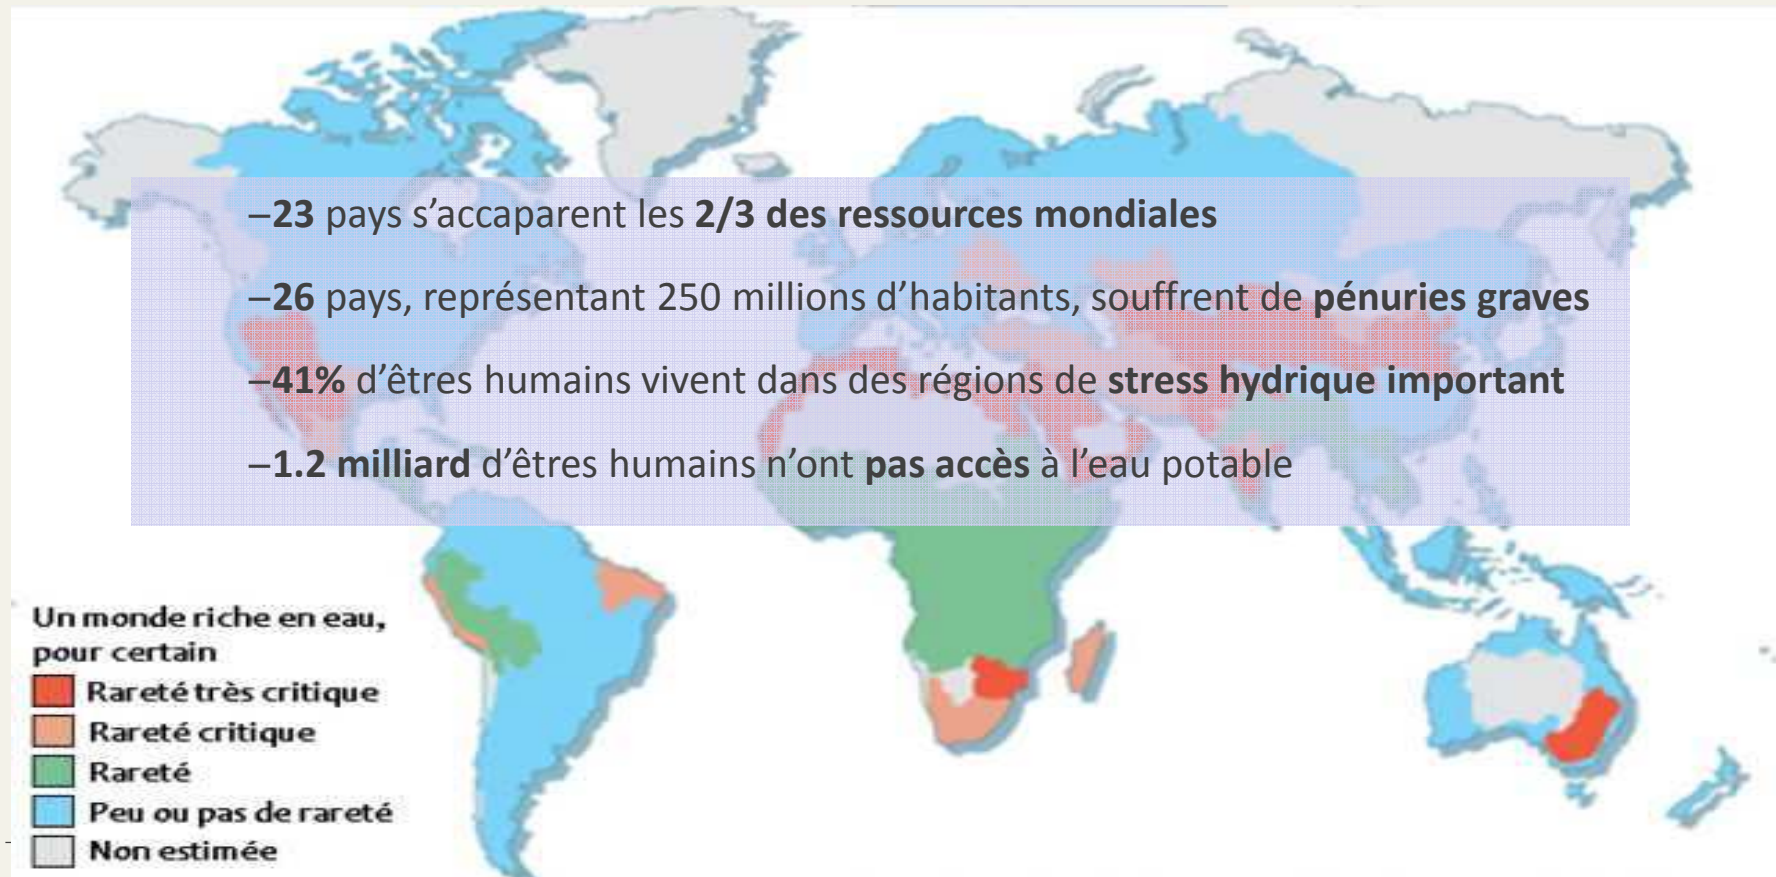 –23 pays s’accaparent les 2/3 des ressources mondiales
–26 pays, représentant 250 millions d’habitants, souffrent de pénuries graves
–41% d’êtres humains vivent dans des régions de stress hydrique important
–1.2 milliard d’êtres humains n’ont pas accès à l’eau potable
Un monde riche en eau,
pour certain
Rareté très critique
Rareté critique
Rareté
Peu ou pas de rareté
Non estimée